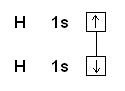 H 1s ↑
H 1s ↓